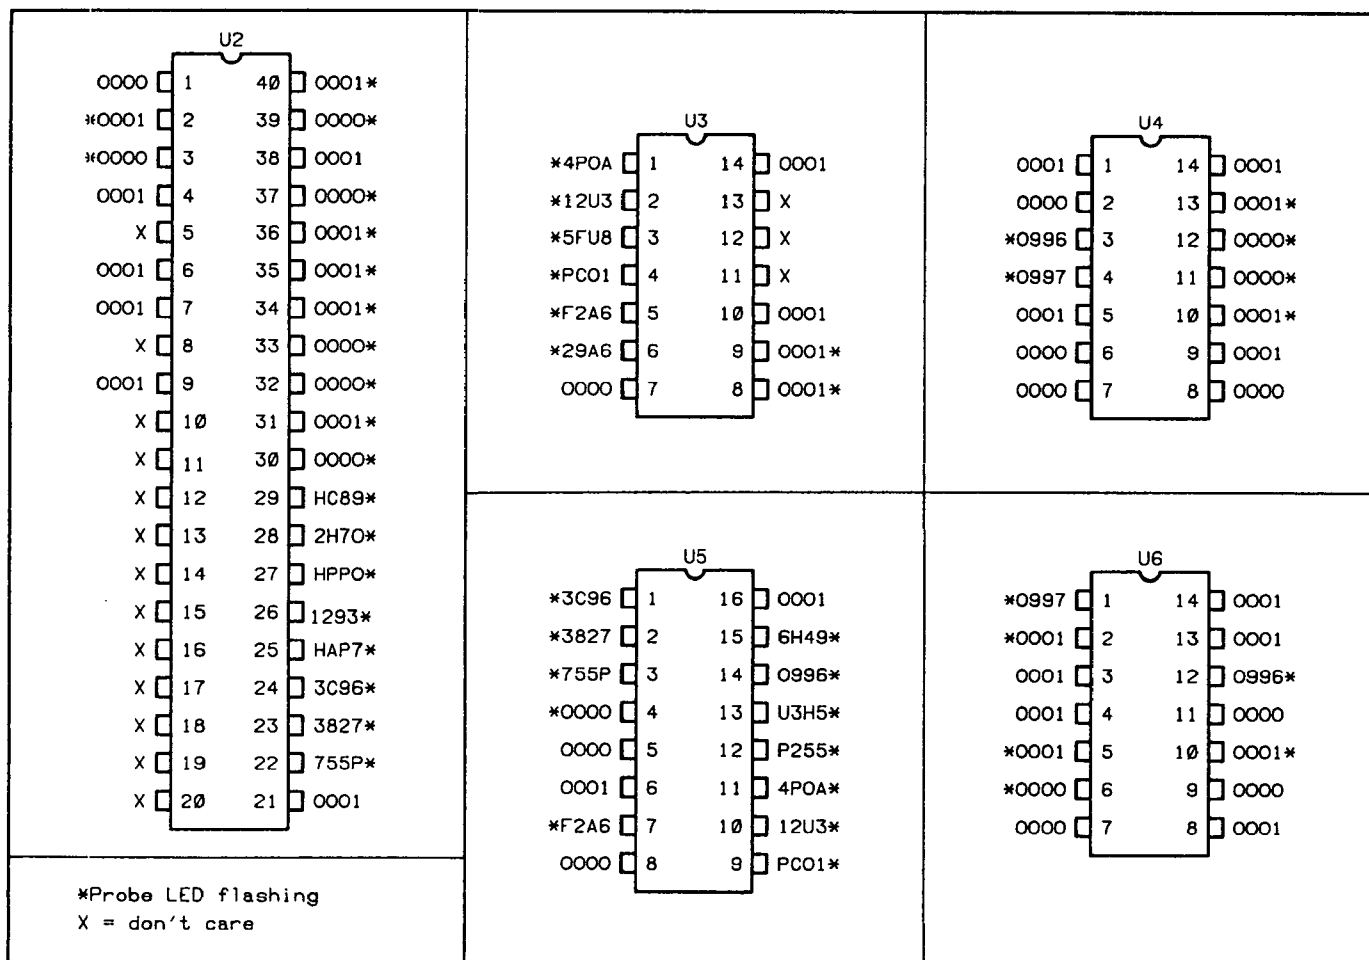 U2
0000 1 40 0001*
*0001 2 39 0000*
*0000 3 38 0001
0001 4 37 0000*
X 5 36 0001*
0001 6 35 0001*
0001 7 34 0001*
X 8 33 0000*
0001 9 32 0000*
X 10 31 0001*
X 11 30 0000*
X 12 29 HC89*
X 13 28 2H70*
X 14 27 HPP0*
X 15 26 1293*
X 16 25 HAP7*
X 17 24 3C96*
X 18 23 3827*
X 19 22 755P*
X 20 21 0001
*Probe LED flashing
X = don't care
U3
*4P0A 1 14 0001
*12U3 2 13 X
*5FU8 3 12 X
*PC01 4 11 X
*F2A6 5 10 0001
*29A6 6 9 0001*
0000 7 8 0001*
U4
0001 1 14 0001
0000 2 13 0001*
*0996 3 12 0000*
*0997 4 11 0000*
0001 5 10 0001*
0000 6 9 0001
0000 7 8 0000
U5
*3C96 1 16 0001
*3827 2 15 6H49*
*755P 3 14 0996*
*0000 4 13 U3H5*
0000 5 12 P255*
0001 6 11 4P0A*
*F2A6 7 10 12U3*
0000 8 9 PC01*
U6
*0997 1 14 0001
*0001 2 13 0001
0001 3 12 0996*
0001 4 11 0000
*0001 5 10 0001*
*0000 6 9 0000
0000 7 8 0001